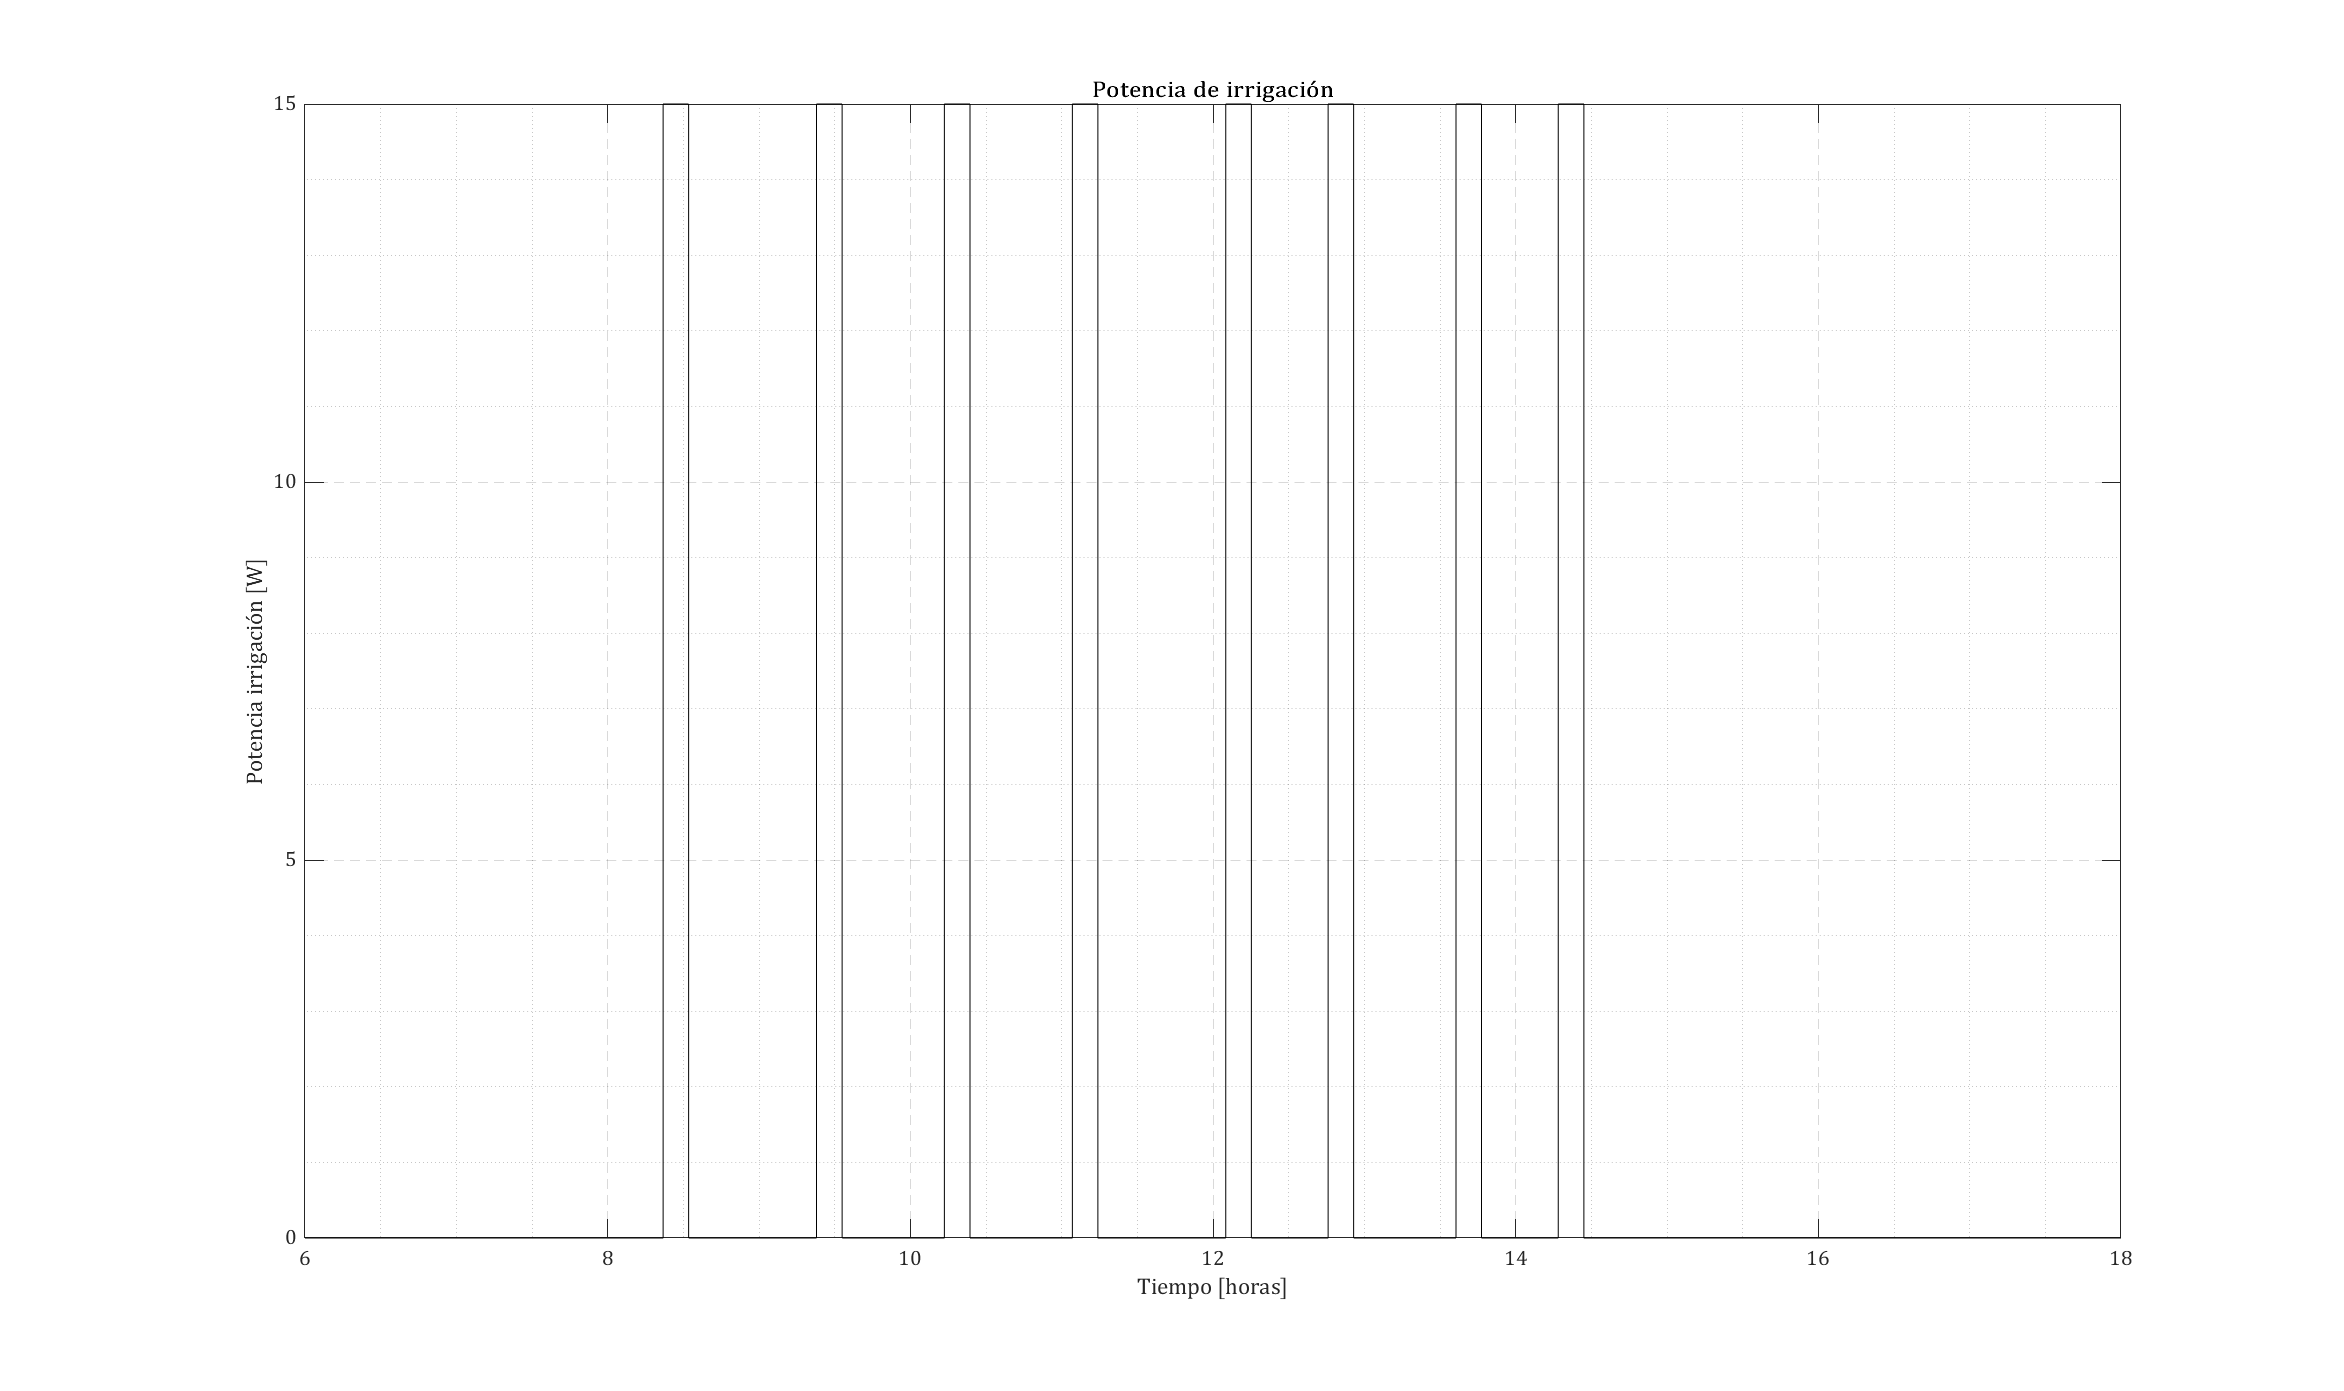 Potencia de irrigación
15
10
5
0
Potencia irrigación [W]
6 8 10 12 14 16 18
Tiempo [horas]